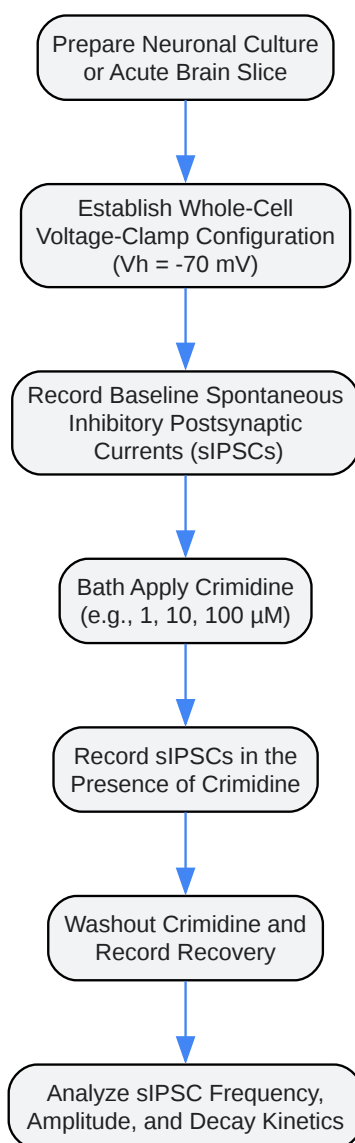 Prepare Neuronal Culture
or Acute Brain Slice
Establish Whole-Cell
Voltage-Clamp Configuration
(Vh = -70 mV)
Record Baseline Spontaneous
Inhibitory Postsynaptic
Currents (sIPSCs)
Bath Apply Crimidine
(e.g., 1, 10, 100 µM)
Record sIPSCs in the
Presence of Crimidine
Washout Crimidine and
Record Recovery
Analyze sIPSC Frequency,
Amplitude, and Decay Kinetics